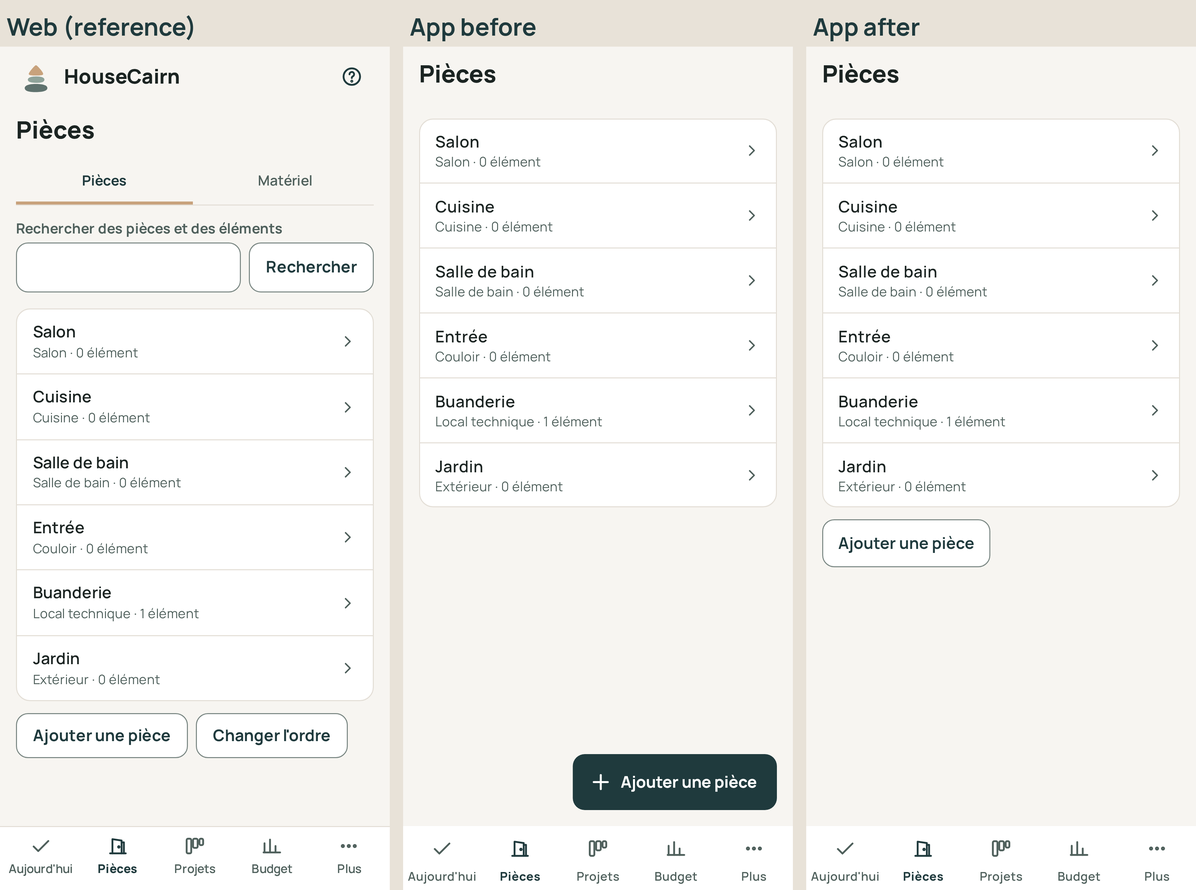 Web (reference)
HouseCairn
Pièces
Pièces Matériel
Rechercher des pièces et des éléments
Rechercher
Salon
Salon · 0 élément
Cuisine
Cuisine · 0 élément
Salle de bain
Salle de bain · 0 élément
Entrée
Couloir · 0 élément
Buanderie
Local technique · 1 élément
Jardin
Extérieur · 0 élément
Ajouter une pièce Changer l'ordre
Aujourd'hui Pièces Projets Budget Plus
App before
Pièces
Salon
Salon · 0 élément
Cuisine
Cuisine · 0 élément
Salle de bain
Salle de bain · 0 élément
Entrée
Couloir · 0 élément
Buanderie
Local technique · 1 élément
Jardin
Extérieur · 0 élément
+ Ajouter une pièce
Aujourd'hui Pièces Projets Budget Plus
App after
Pièces
Salon
Salon · 0 élément
Cuisine
Cuisine · 0 élément
Salle de bain
Salle de bain · 0 élément
Entrée
Couloir · 0 élément
Buanderie
Local technique · 1 élément
Jardin
Extérieur · 0 élément
Ajouter une pièce
Aujourd'hui Pièces Projets Budget Plus